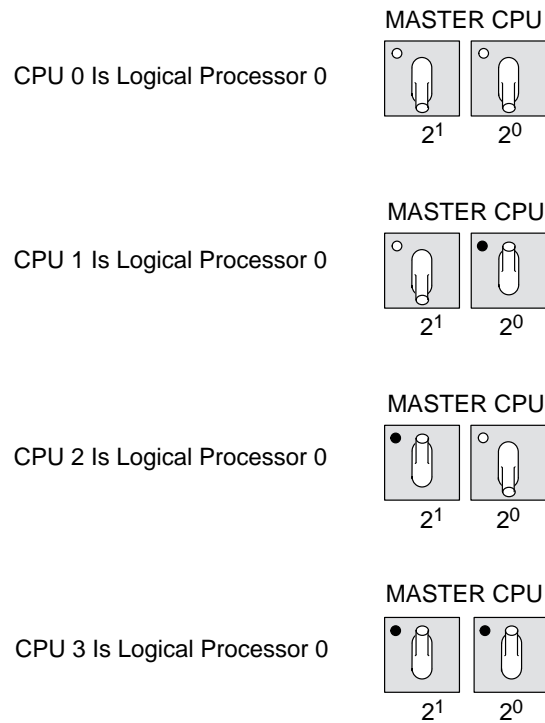 MASTER CPU
CPU 0 Is Logical Processor 0
2¹ 2⁰
MASTER CPU
CPU 1 Is Logical Processor 0
2¹ 2⁰
MASTER CPU
CPU 2 Is Logical Processor 0
2¹ 2⁰
MASTER CPU
CPU 3 Is Logical Processor 0
2¹ 2⁰